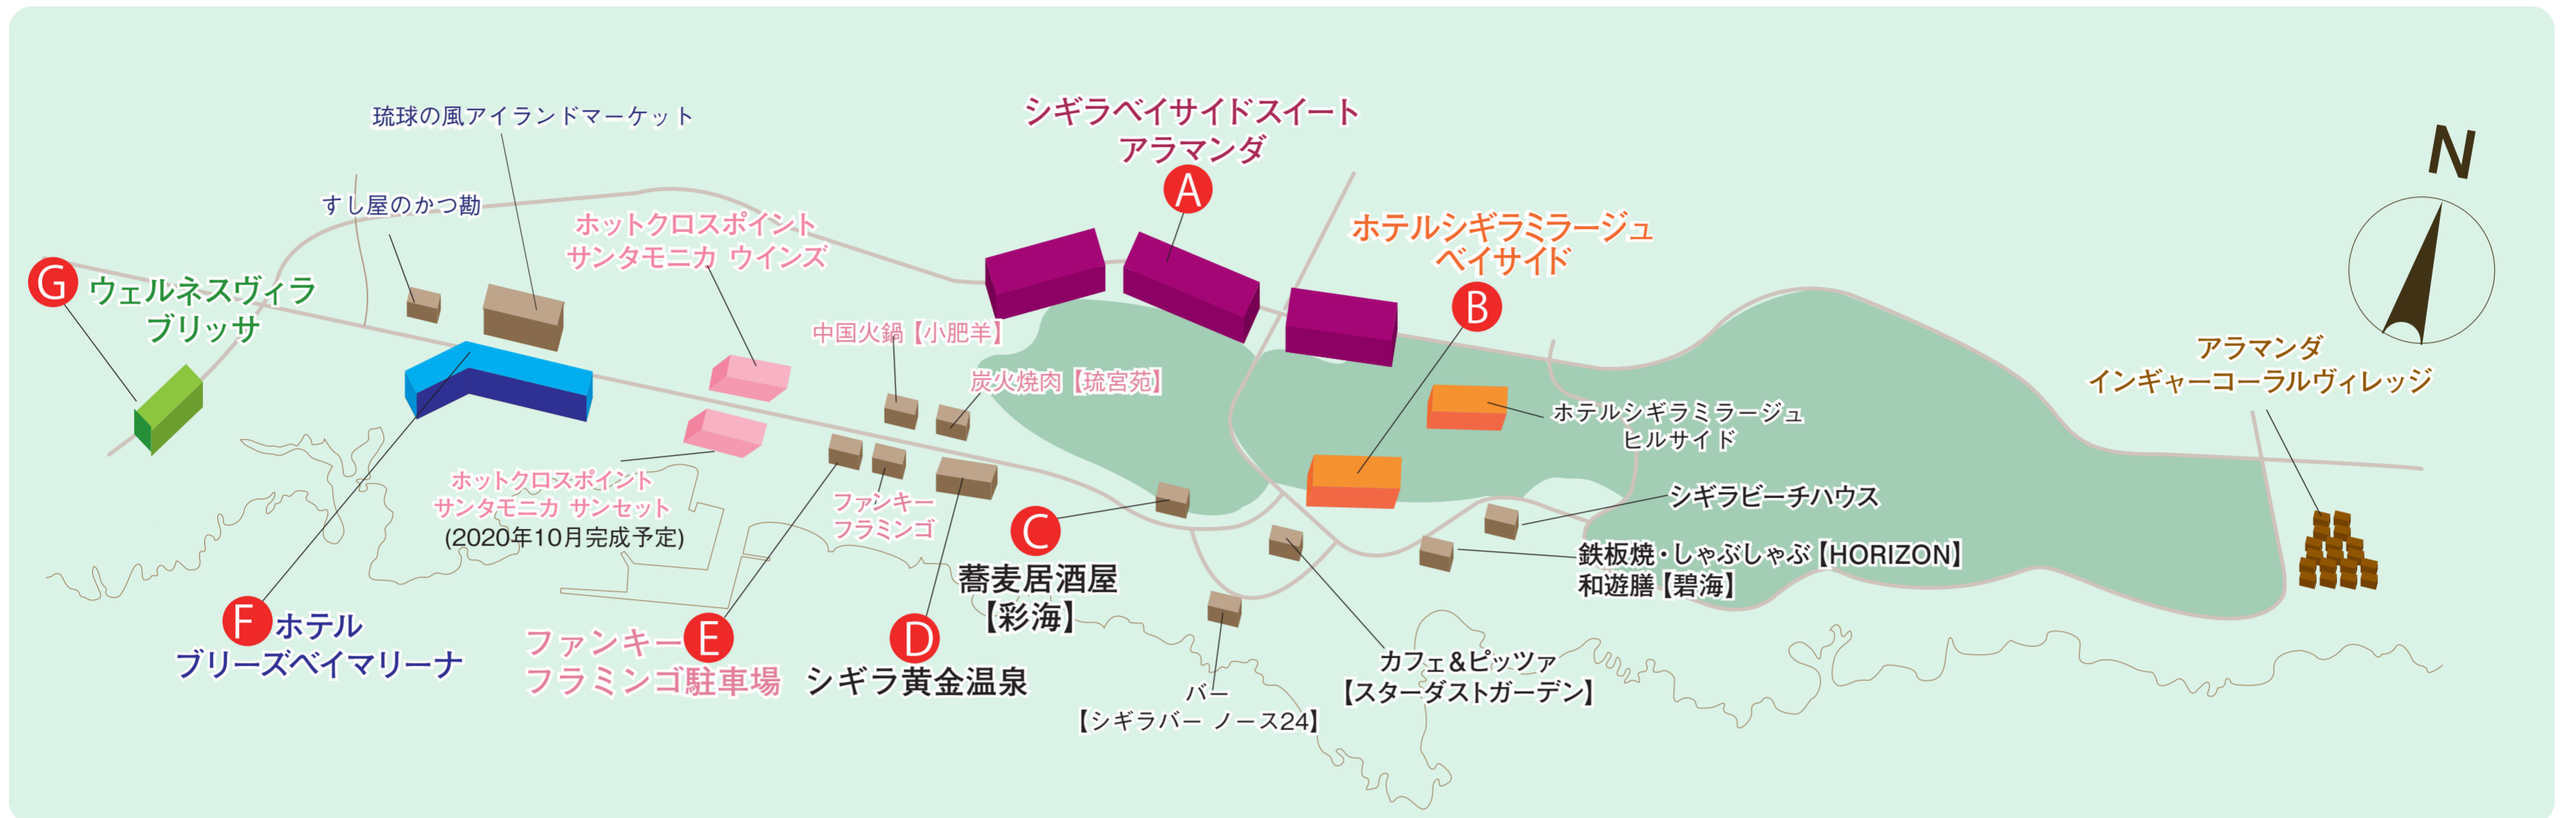 琉球の風アイランドマーケット
すし屋のかつ勘
ホットクロスポイント
サンタモニカ ウインズ
シギラベイサイドスイート
アラマンダ
A
ホテルシギラミラージュ
ベイサイド
B
N
G
ウェルネスヴィラ
ブリッサ
中国火鍋【小肥羊】
炭火焼肉【琉宮苑】
アラマンダ
インギャーコーラルヴィレッジ
ホテルシギラミラージュ
ヒルサイド
ホットクロスポイント
サンタモニカ サンセット
(2020年10月完成予定)
ファンキー
フラミンゴ
シギラビーチハウス
C
蕎麦居酒屋
【彩海】
鉄板焼・しゃぶしゃぶ【HORIZON】
和遊膳【碧海】
F
ホテル
ブリーズベイマリーナ
ファンキー
フラミンゴ駐車場
E
D
シギラ黄金温泉
バー
【シギラバー ノース24】
カフェ&ピッツァ
【スターダストガーデン】